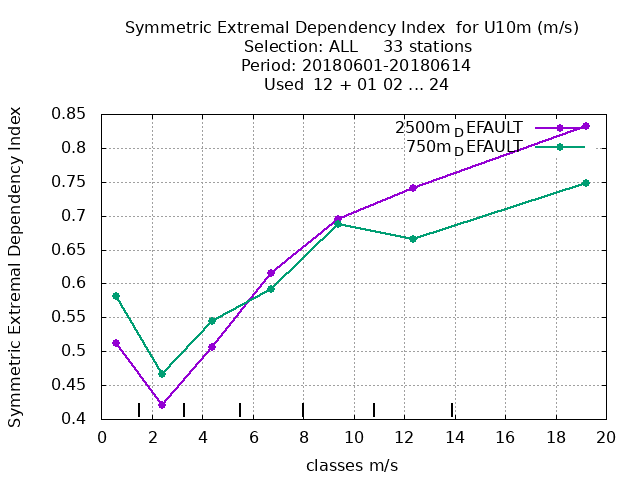 Symmetric Extremal Dependency Index for U10m (m/s)
Selection: ALL 33 stations
Period: 20180601-20180614
Used 12 + 01 02 ... 24
Symmetric Extremal Dependency Index
0.85
0.8
0.75
0.7
0.65
0.6
0.55
0.5
0.45
0.4
2500m_DEFAULT
750m_DEFAULT
0 2 4 6 8 10 12 14 16 18 20
classes m/s